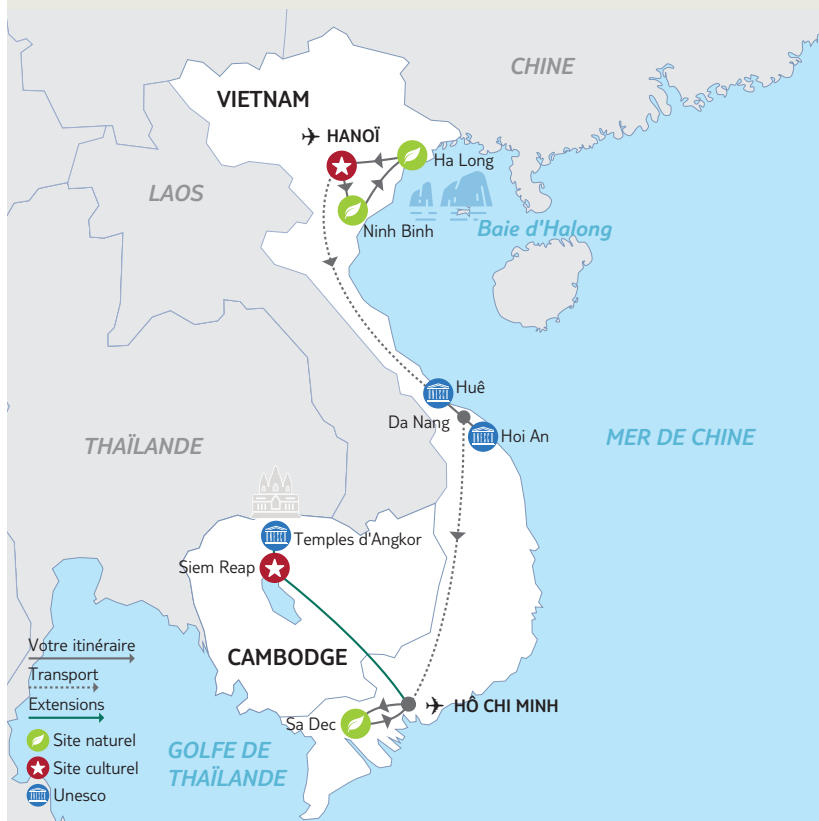 CHINE
VIETNAM
HANOÏ
Ha Long
LAOS
Ninh Binh
Baie d'Halong
Huê
Da Nang
Hoi An
MER DE CHINE
THAÏLANDE
Temples d'Angkor
Siem Reap
CAMBODGE
HÔ CHI MINH
Sa Dec
GOLFE DE
THAÏLANDE
Votre itinéraire
Transport
Extensions
Site naturel
Site culturel
Unesco